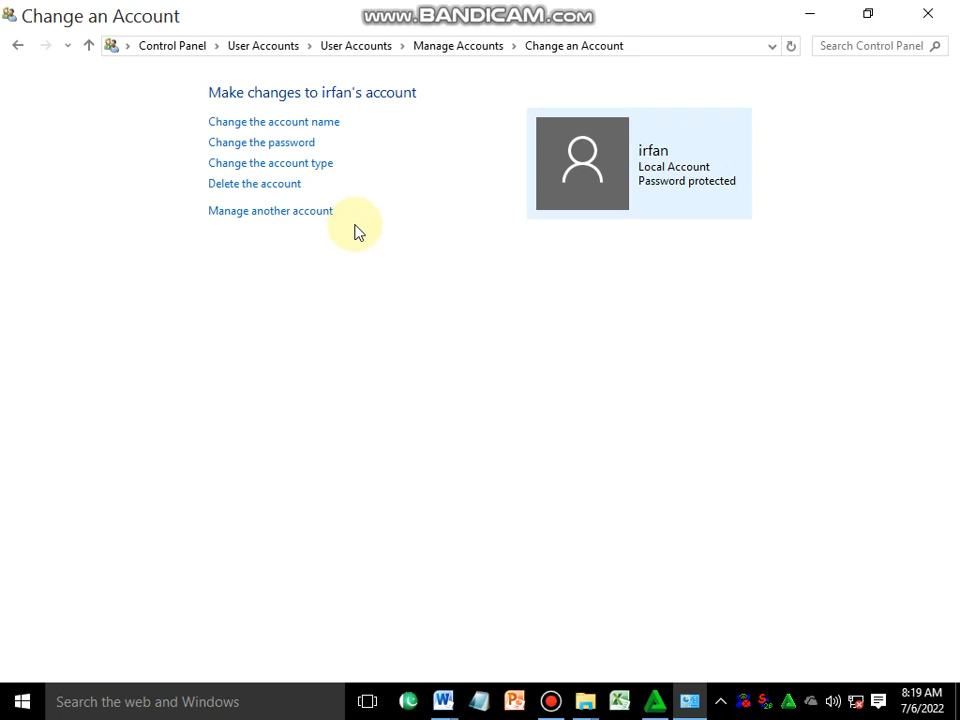 Change an Account
www.BANDICAM.com
Control Panel > User Accounts > User Accounts > Manage Accounts > Change an Account
Search Control Panel
Make changes to irfan's account
Change the account name
Change the password
Change the account type
Delete the account
Manage another account
irfan
Local Account
Password protected
Search the web and Windows
8:19 AM
7/6/2022